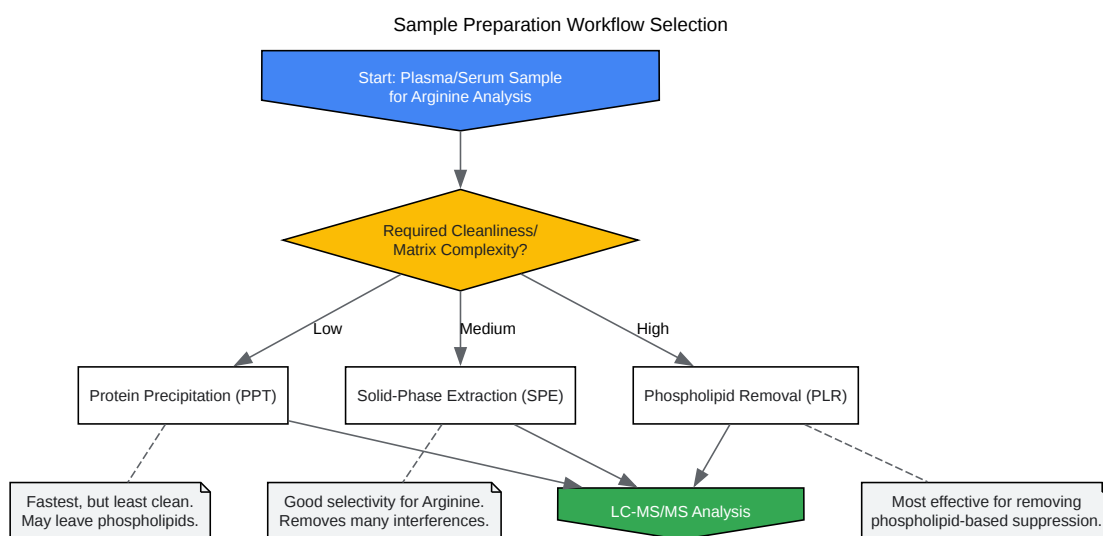 Sample Preparation Workflow Selection
Start: Plasma/Serum Sample
for Arginine Analysis
Required Cleanliness/
Matrix Complexity?
Low
Medium
High
Protein Precipitation (PPT)
Solid-Phase Extraction (SPE)
Phospholipid Removal (PLR)
Fastest, but least clean.
May leave phospholipids.
Good selectivity for Arginine.
Removes many interferences.
LC-MS/MS Analysis
Most effective for removing
phospholipid-based suppression.